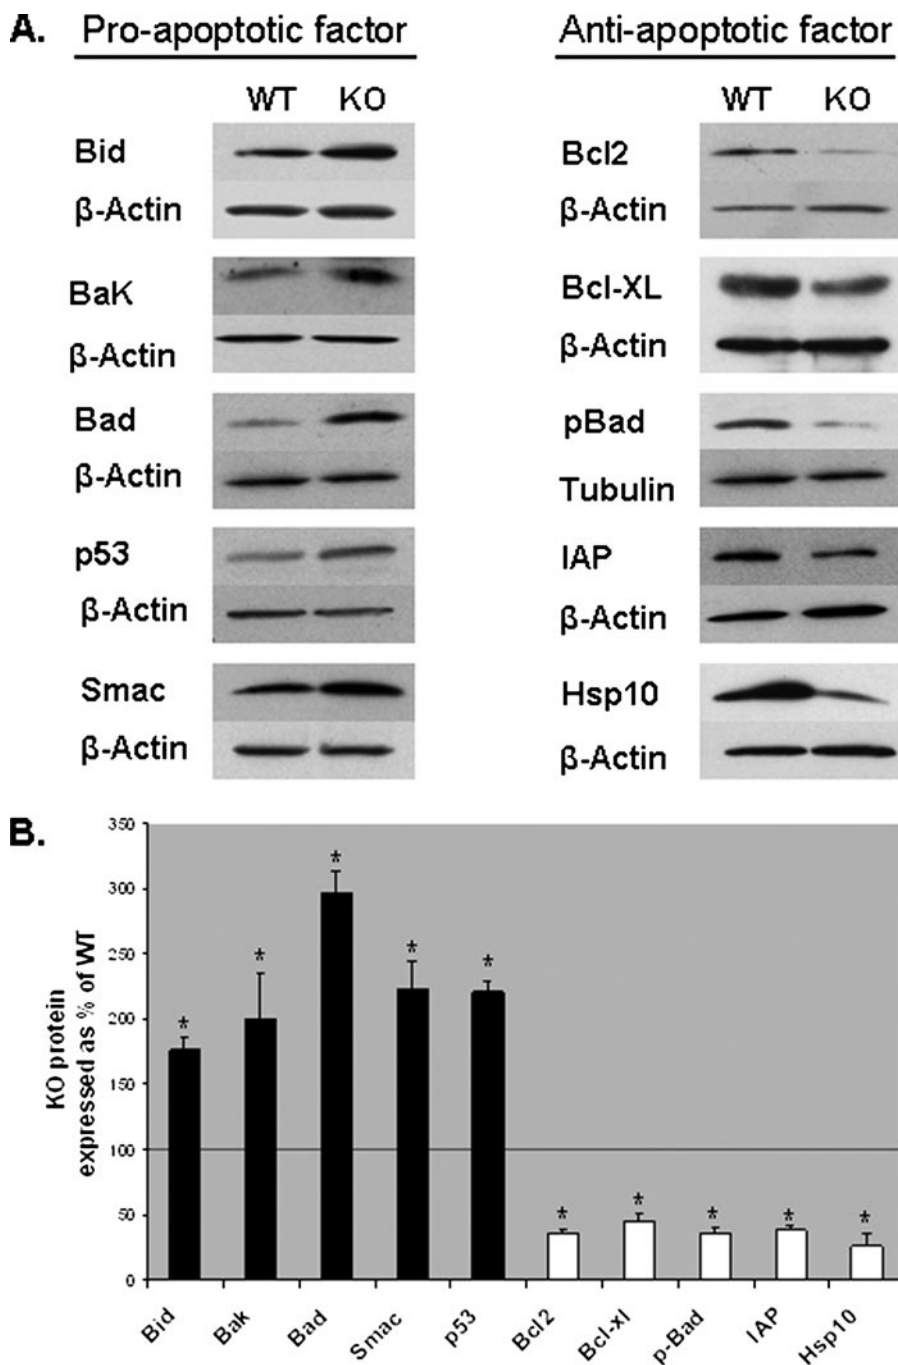 A. Pro-apoptotic factor
WT KO
Bid
β-Actin
BaK
β-Actin
Bad
β-Actin
p53
β-Actin
Smac
β-Actin
Anti-apoptotic factor
WT KO
Bcl2
β-Actin
Bcl-XL
β-Actin
pBad
Tubulin
IAP
β-Actin
Hsp10
β-Actin
B.
KO protein
expressed as % of WT
350
300
250
200
150
100
50
0
* * * * * * * * * *
Bid Bak Bad Smac p53 Bcl2 Bcl-xl p-Bad IAP Hsp10